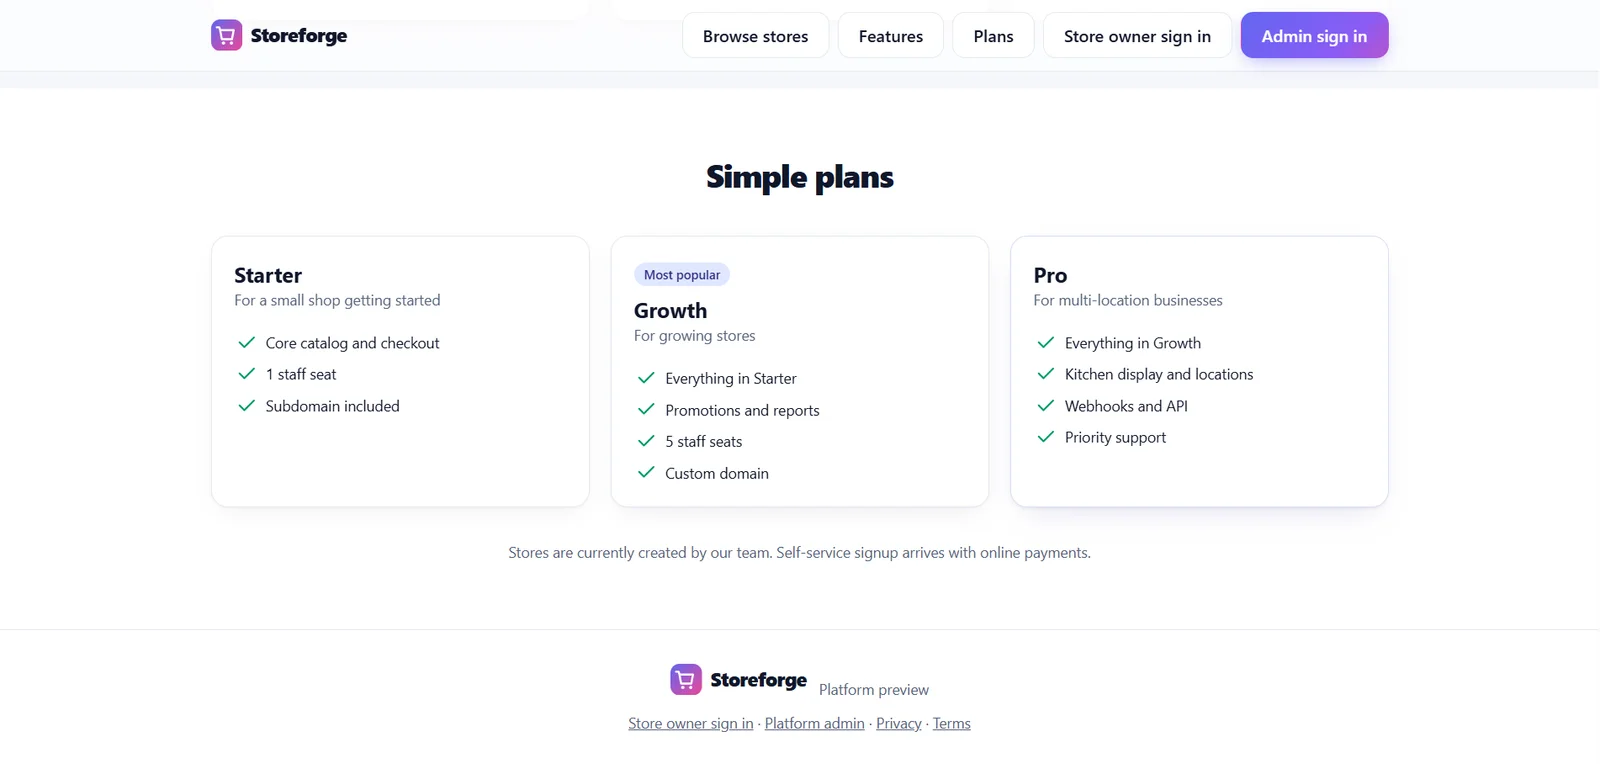 Storeforge
Browse stores
Features
Plans
Store owner sign in
Admin sign in
Simple plans
Starter
For a small shop getting started
Core catalog and checkout
1 staff seat
Subdomain included
Most popular
Growth
For growing stores
Everything in Starter
Promotions and reports
5 staff seats
Custom domain
Pro
For multi-location businesses
Everything in Growth
Kitchen display and locations
Webhooks and API
Priority support
Stores are currently created by our team. Self-service signup arrives with online payments.
Storeforge Platform preview
Store owner sign in · Platform admin · Privacy · Terms